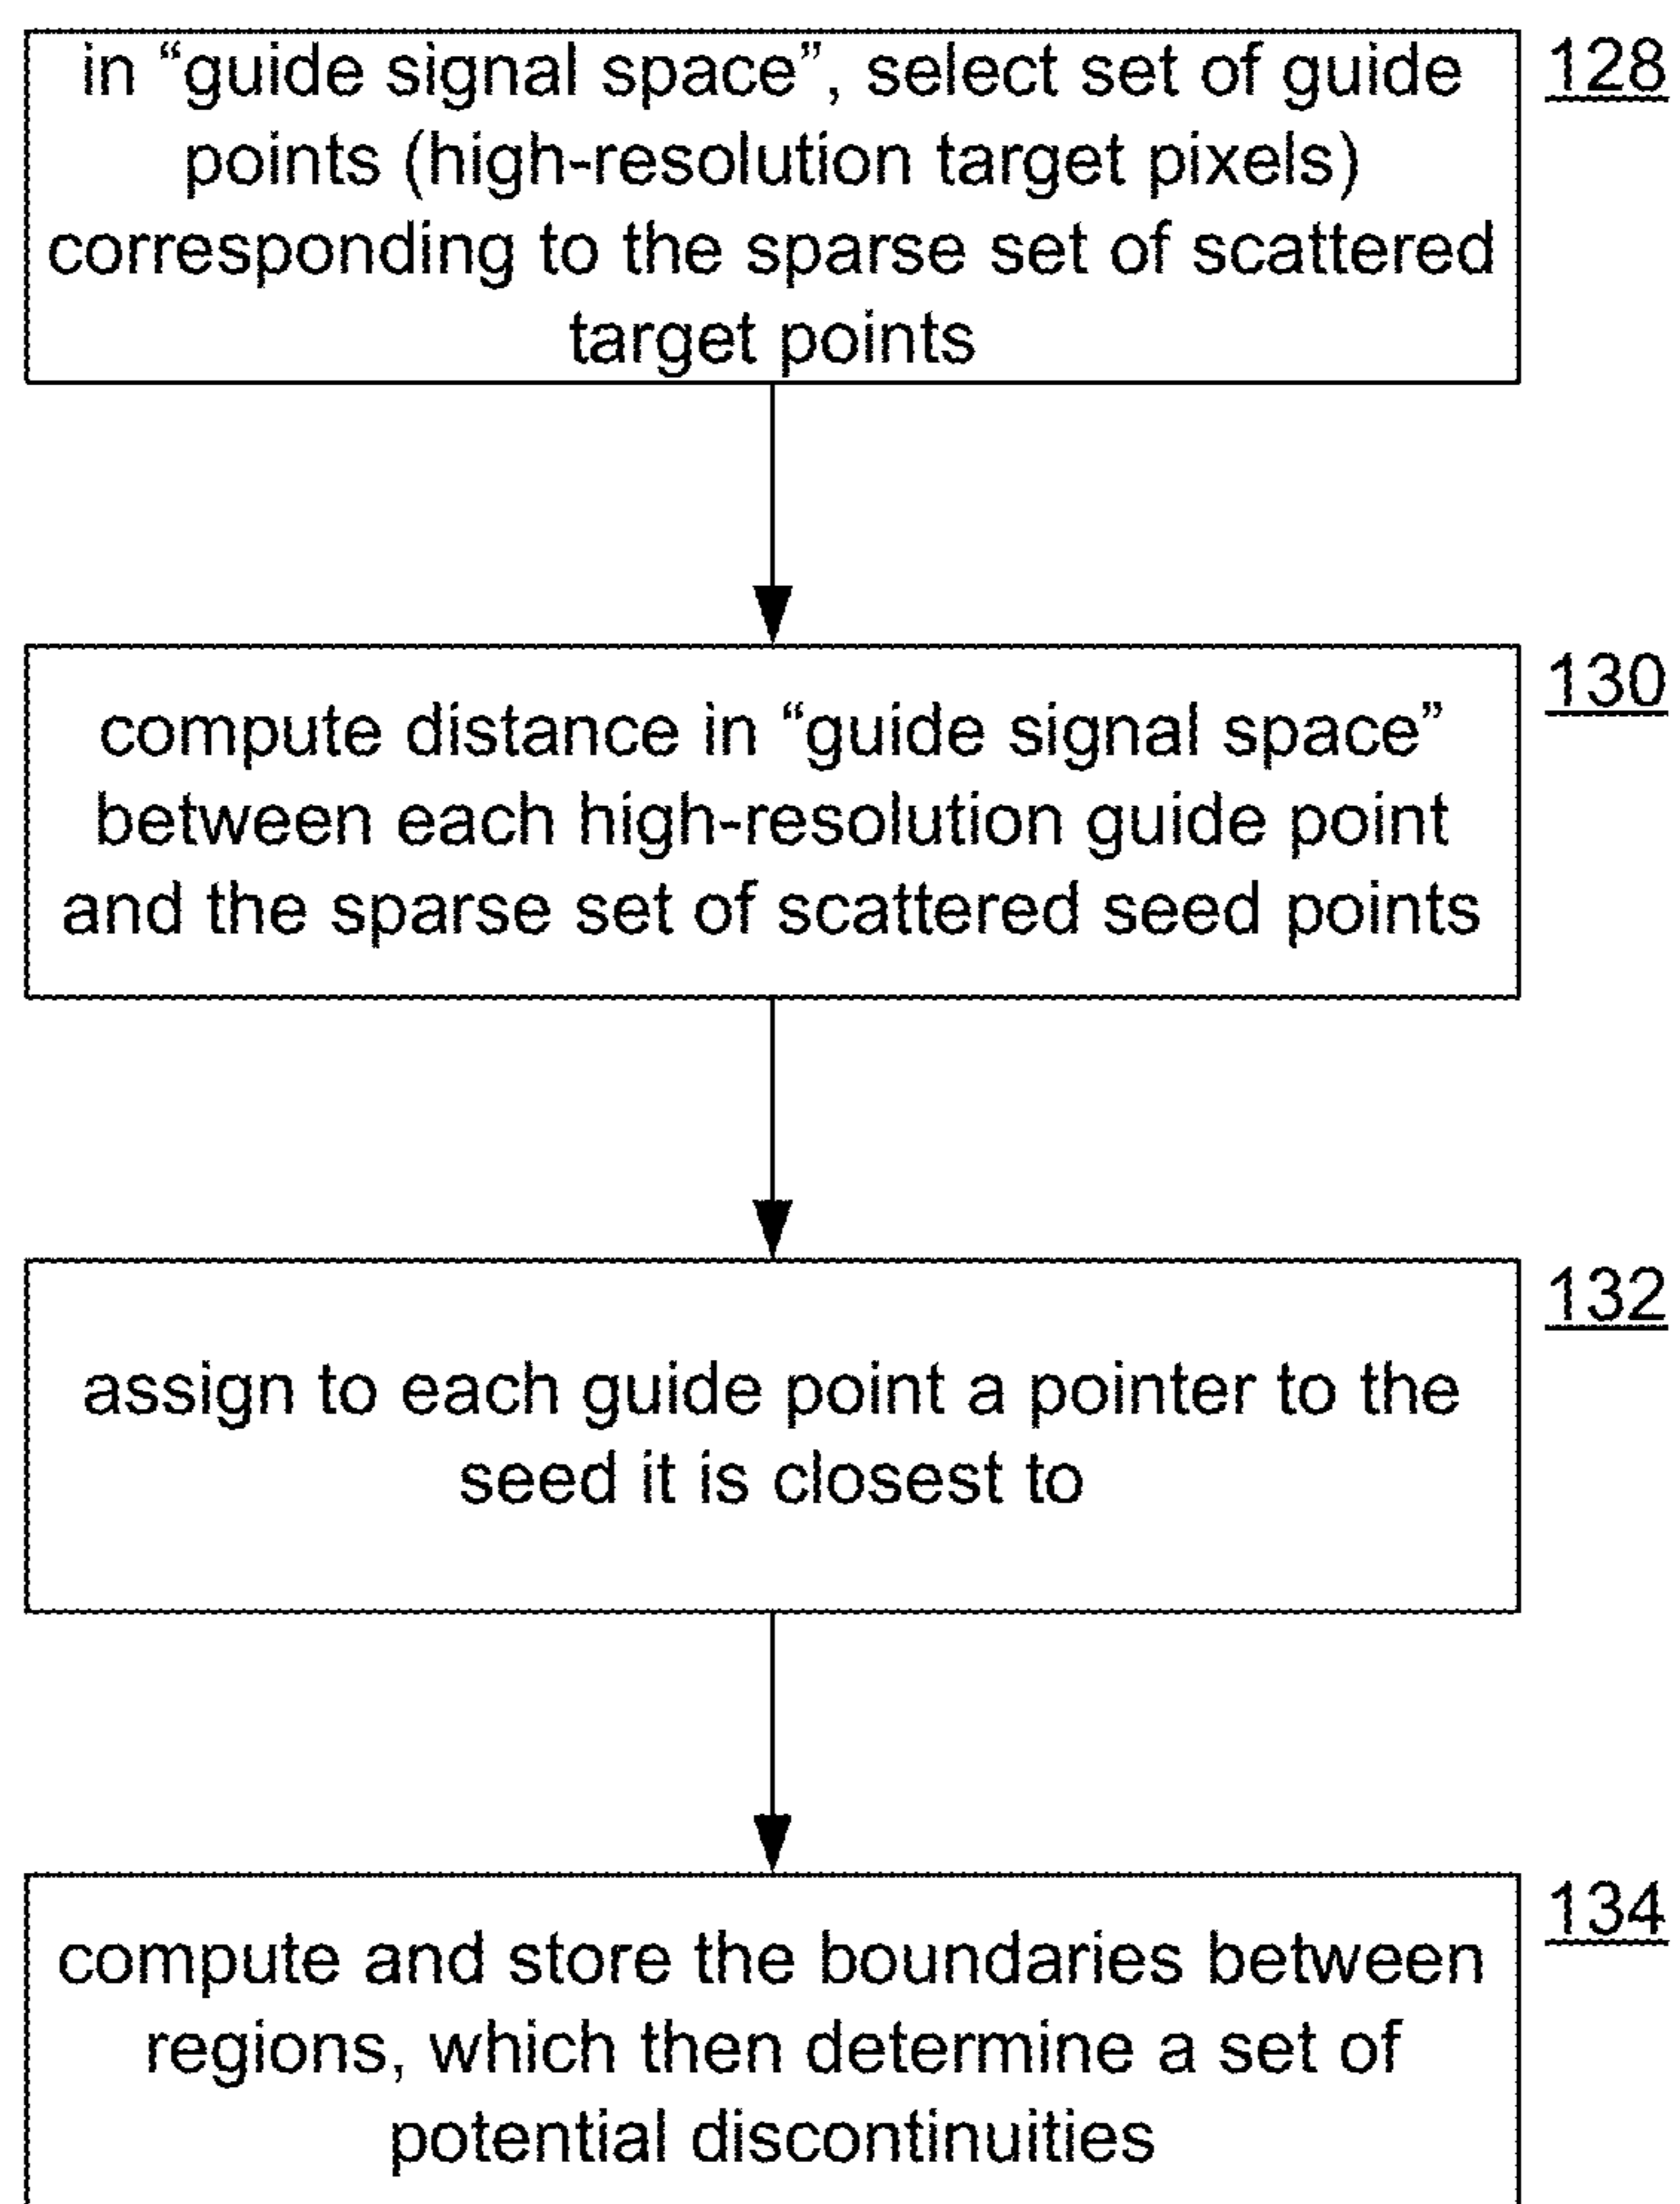 in “guide signal space”, select set of guide
points (high-resolution target pixels)
corresponding to the sparse set of scattered
target points
128
compute distance in “guide signal space”
between each high-resolution guide point
and the sparse set of scattered seed points
130
assign to each guide point a pointer to the
seed it is closest to
132
compute and store the boundaries between
regions, which then determine a set of
potential discontinuities
134